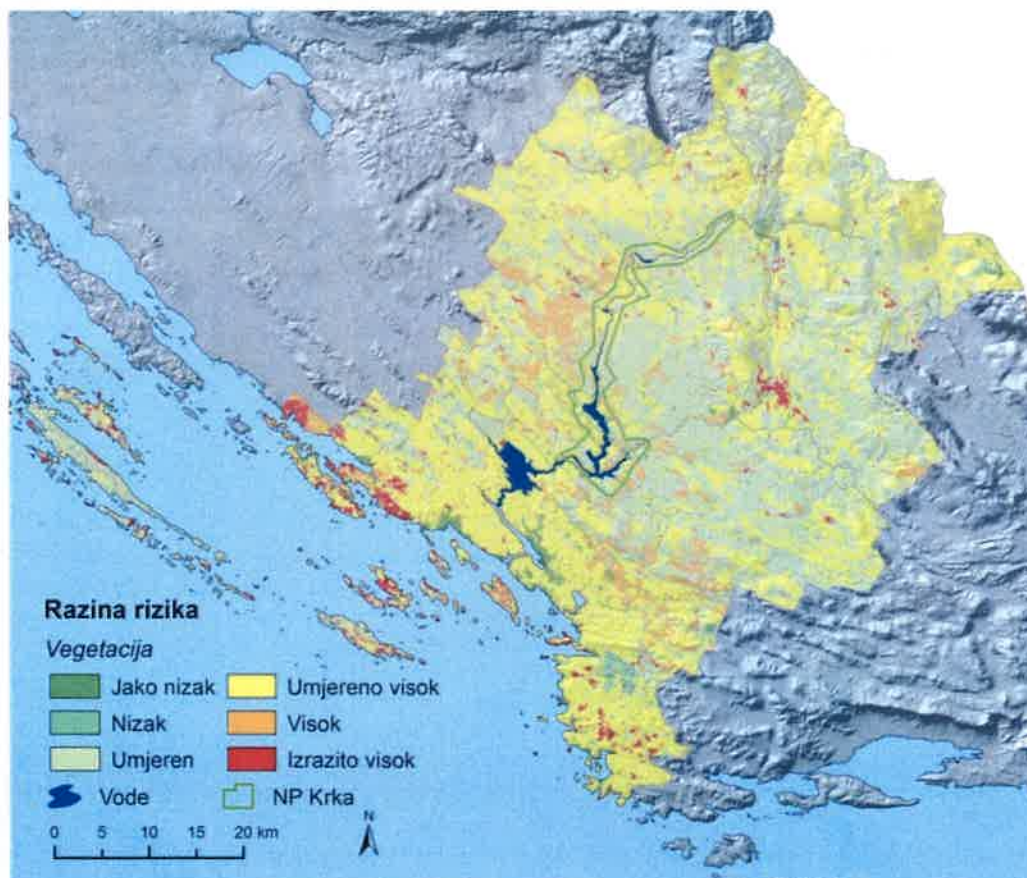 Razina rizika
Vegetacija
Jako nizak
Umjereno visok
Nizak
Visok
Umjeren
Izrazito visok
Vode
NP Krka
0 5 10 15 20 km
N